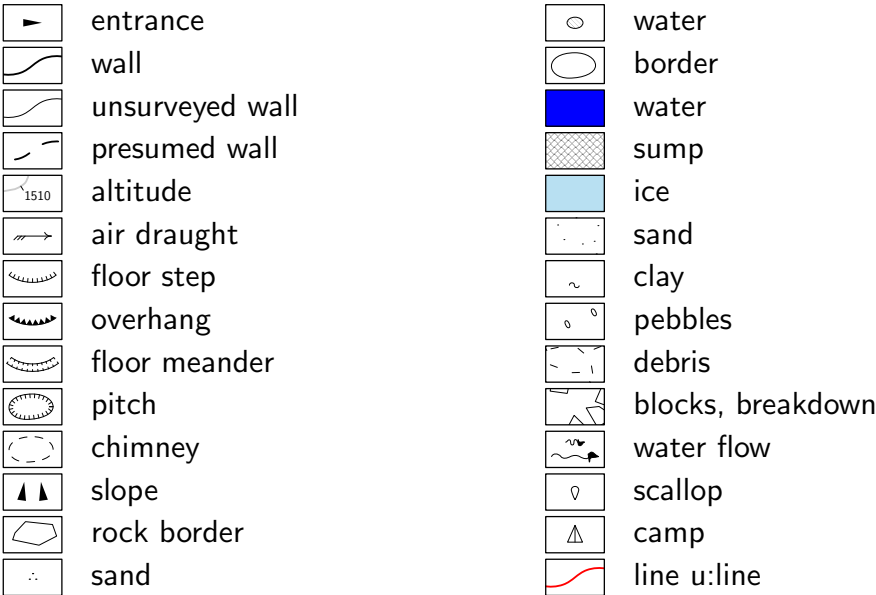 entrance
wall
unsurveyed wall
presumed wall
1510
altitude
air draught
floor step
overhang
floor meander
pitch
chimney
slope
rock border
sand
water
border
water
sump
ice
sand
clay
pebbles
debris
blocks, breakdown
water flow
scallop
camp
line u:line